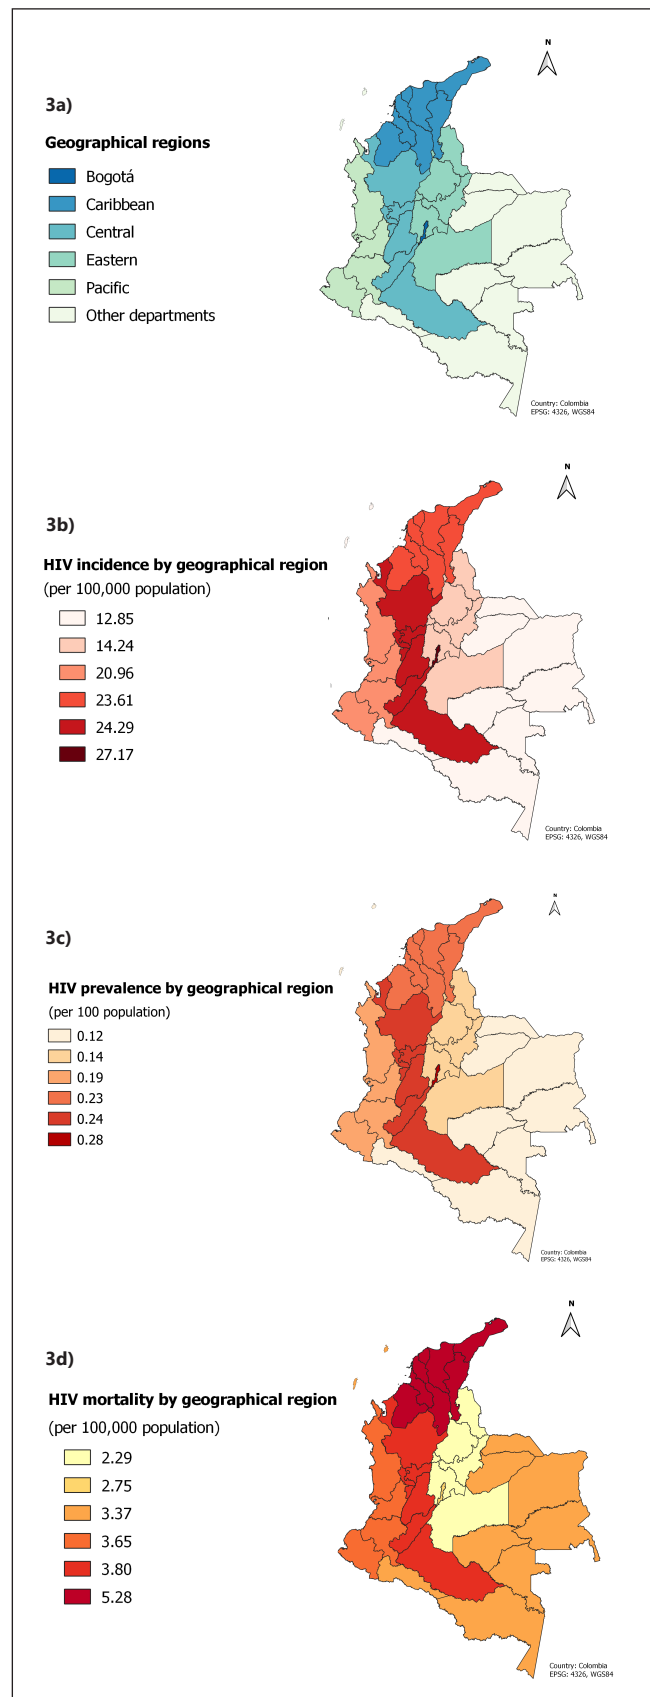 N
3a)
Geographical regions
Bogotá
Caribbean
Central
Eastern
Pacific
Other departments
Country: Colombia
EPSG: 4326, WGS84
N
3b)
HIV incidence by geographical region
(per 100,000 population)
12.85
14.24
20.96
23.61
24.29
27.17
Country: Colombia
EPSG: 4326, WGS84
N
3c)
HIV prevalence by geographical region
(per 100 population)
0.12
0.14
0.19
0.23
0.24
0.28
Country: Colombia
EPSG: 4326, WGS84
N
3d)
HIV mortality by geographical region
(per 100,000 population)
2.29
2.75
3.37
3.65
3.80
5.28
Country: Colombia
EPSG: 4326, WGS84